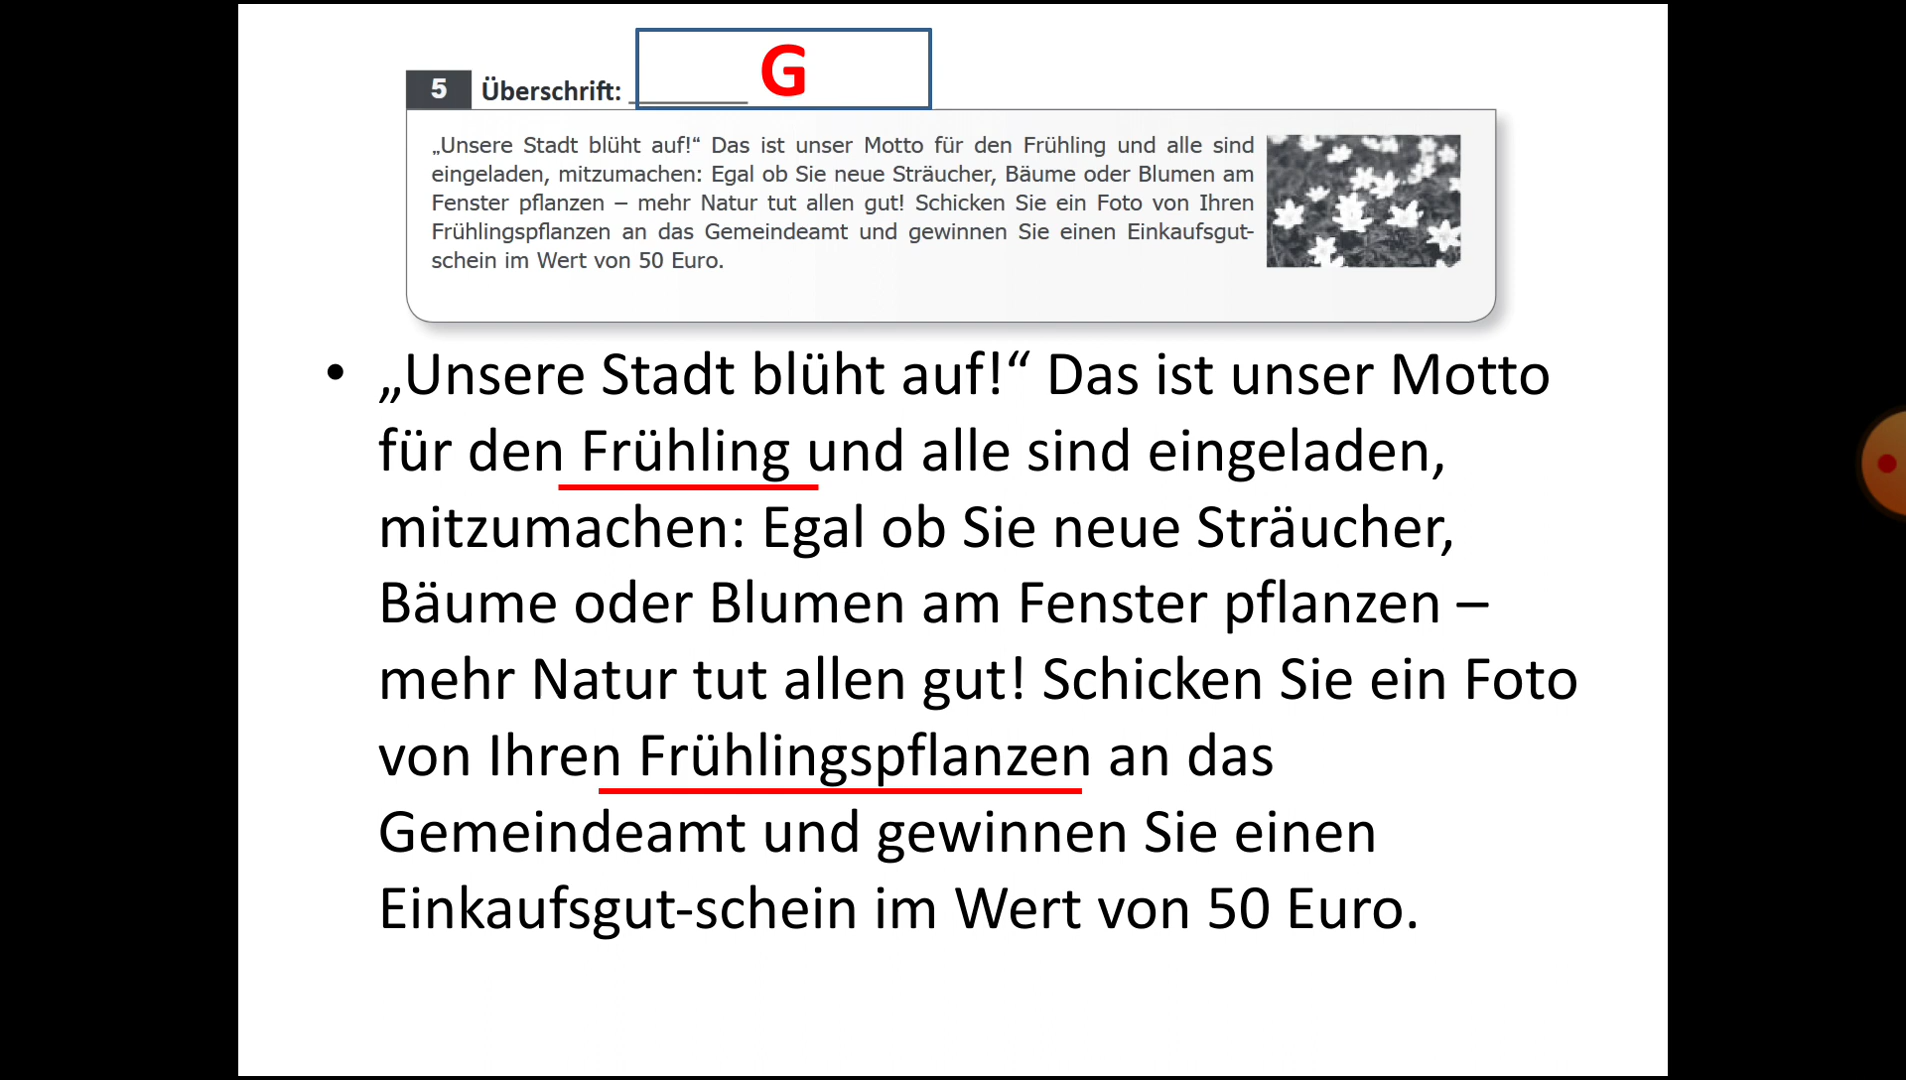 G
5 Überschrift:
„Unsere Stadt blüht auf!“ Das ist unser Motto für den Frühling und alle sind
eingeladen, mitzumachen: Egal ob Sie neue Sträucher, Bäume oder Blumen am
Fenster pflanzen – mehr Natur tut allen gut! Schicken Sie ein Foto von Ihren
Frühlingspflanzen an das Gemeindeamt und gewinnen Sie einen Einkaufsgut-
schein im Wert von 50 Euro.
• „Unsere Stadt blüht auf!“ Das ist unser Motto
für den Frühling und alle sind eingeladen,
mitzumachen: Egal ob Sie neue Sträucher,
Bäume oder Blumen am Fenster pflanzen –
mehr Natur tut allen gut! Schicken Sie ein Foto
von Ihren Frühlingspflanzen an das
Gemeindeamt und gewinnen Sie einen
Einkaufsgut-schein im Wert von 50 Euro.